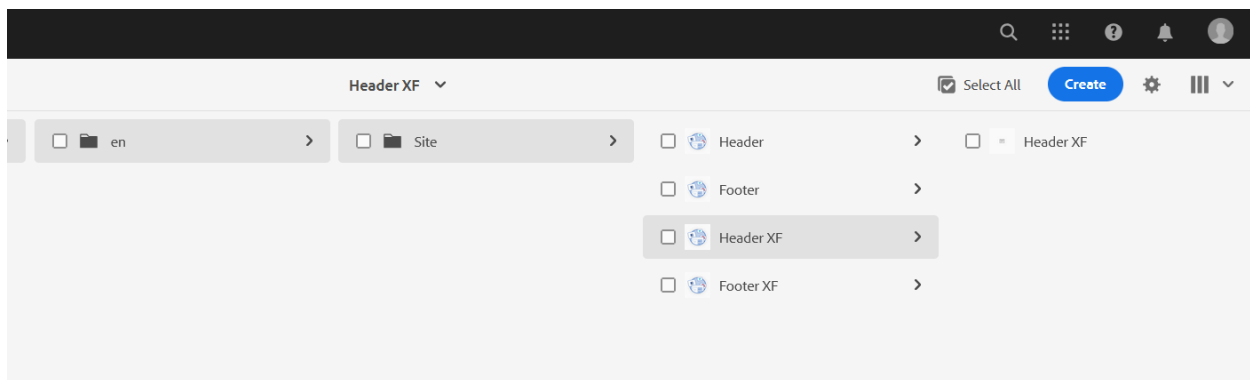 Header XF
Select All
Create
en
Site
Header
Header XF
Footer
Header XF
Footer XF